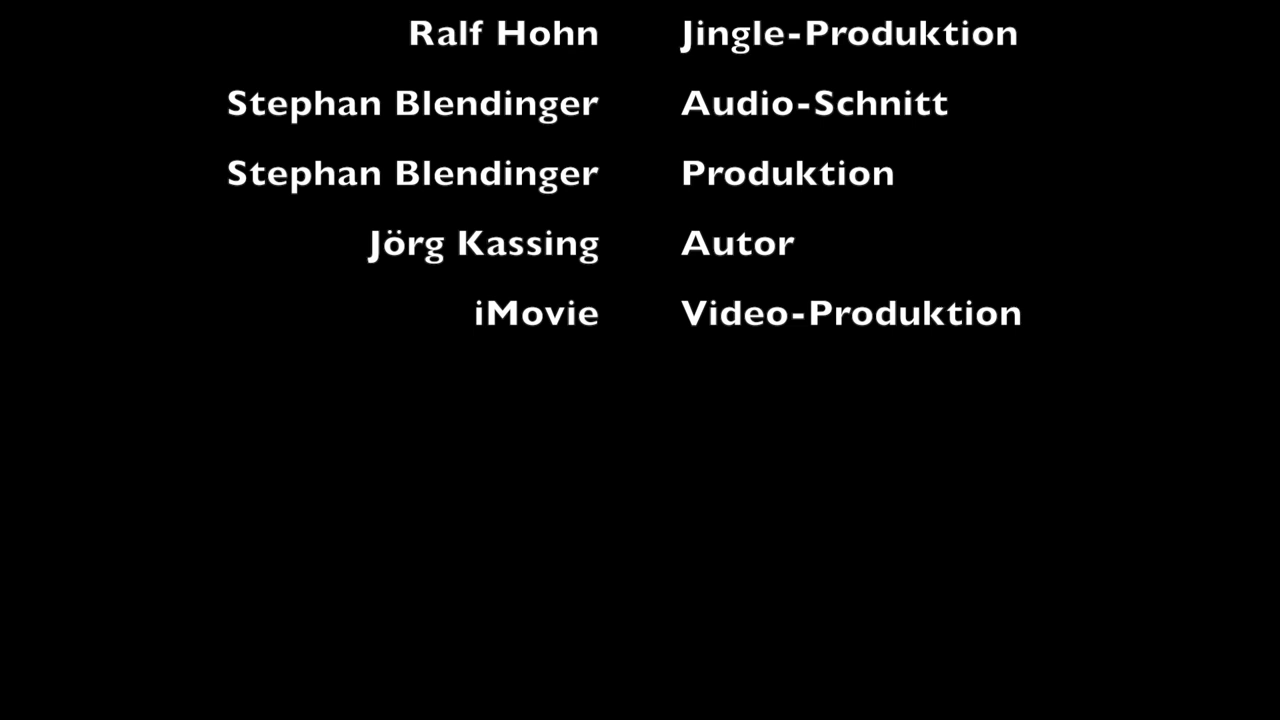 Ralf Hohn Jingle-Produktion
Stephan Blendinger Audio-Schnitt
Stephan Blendinger Produktion
Jörg Kassing Autor
iMovie Video-Produktion